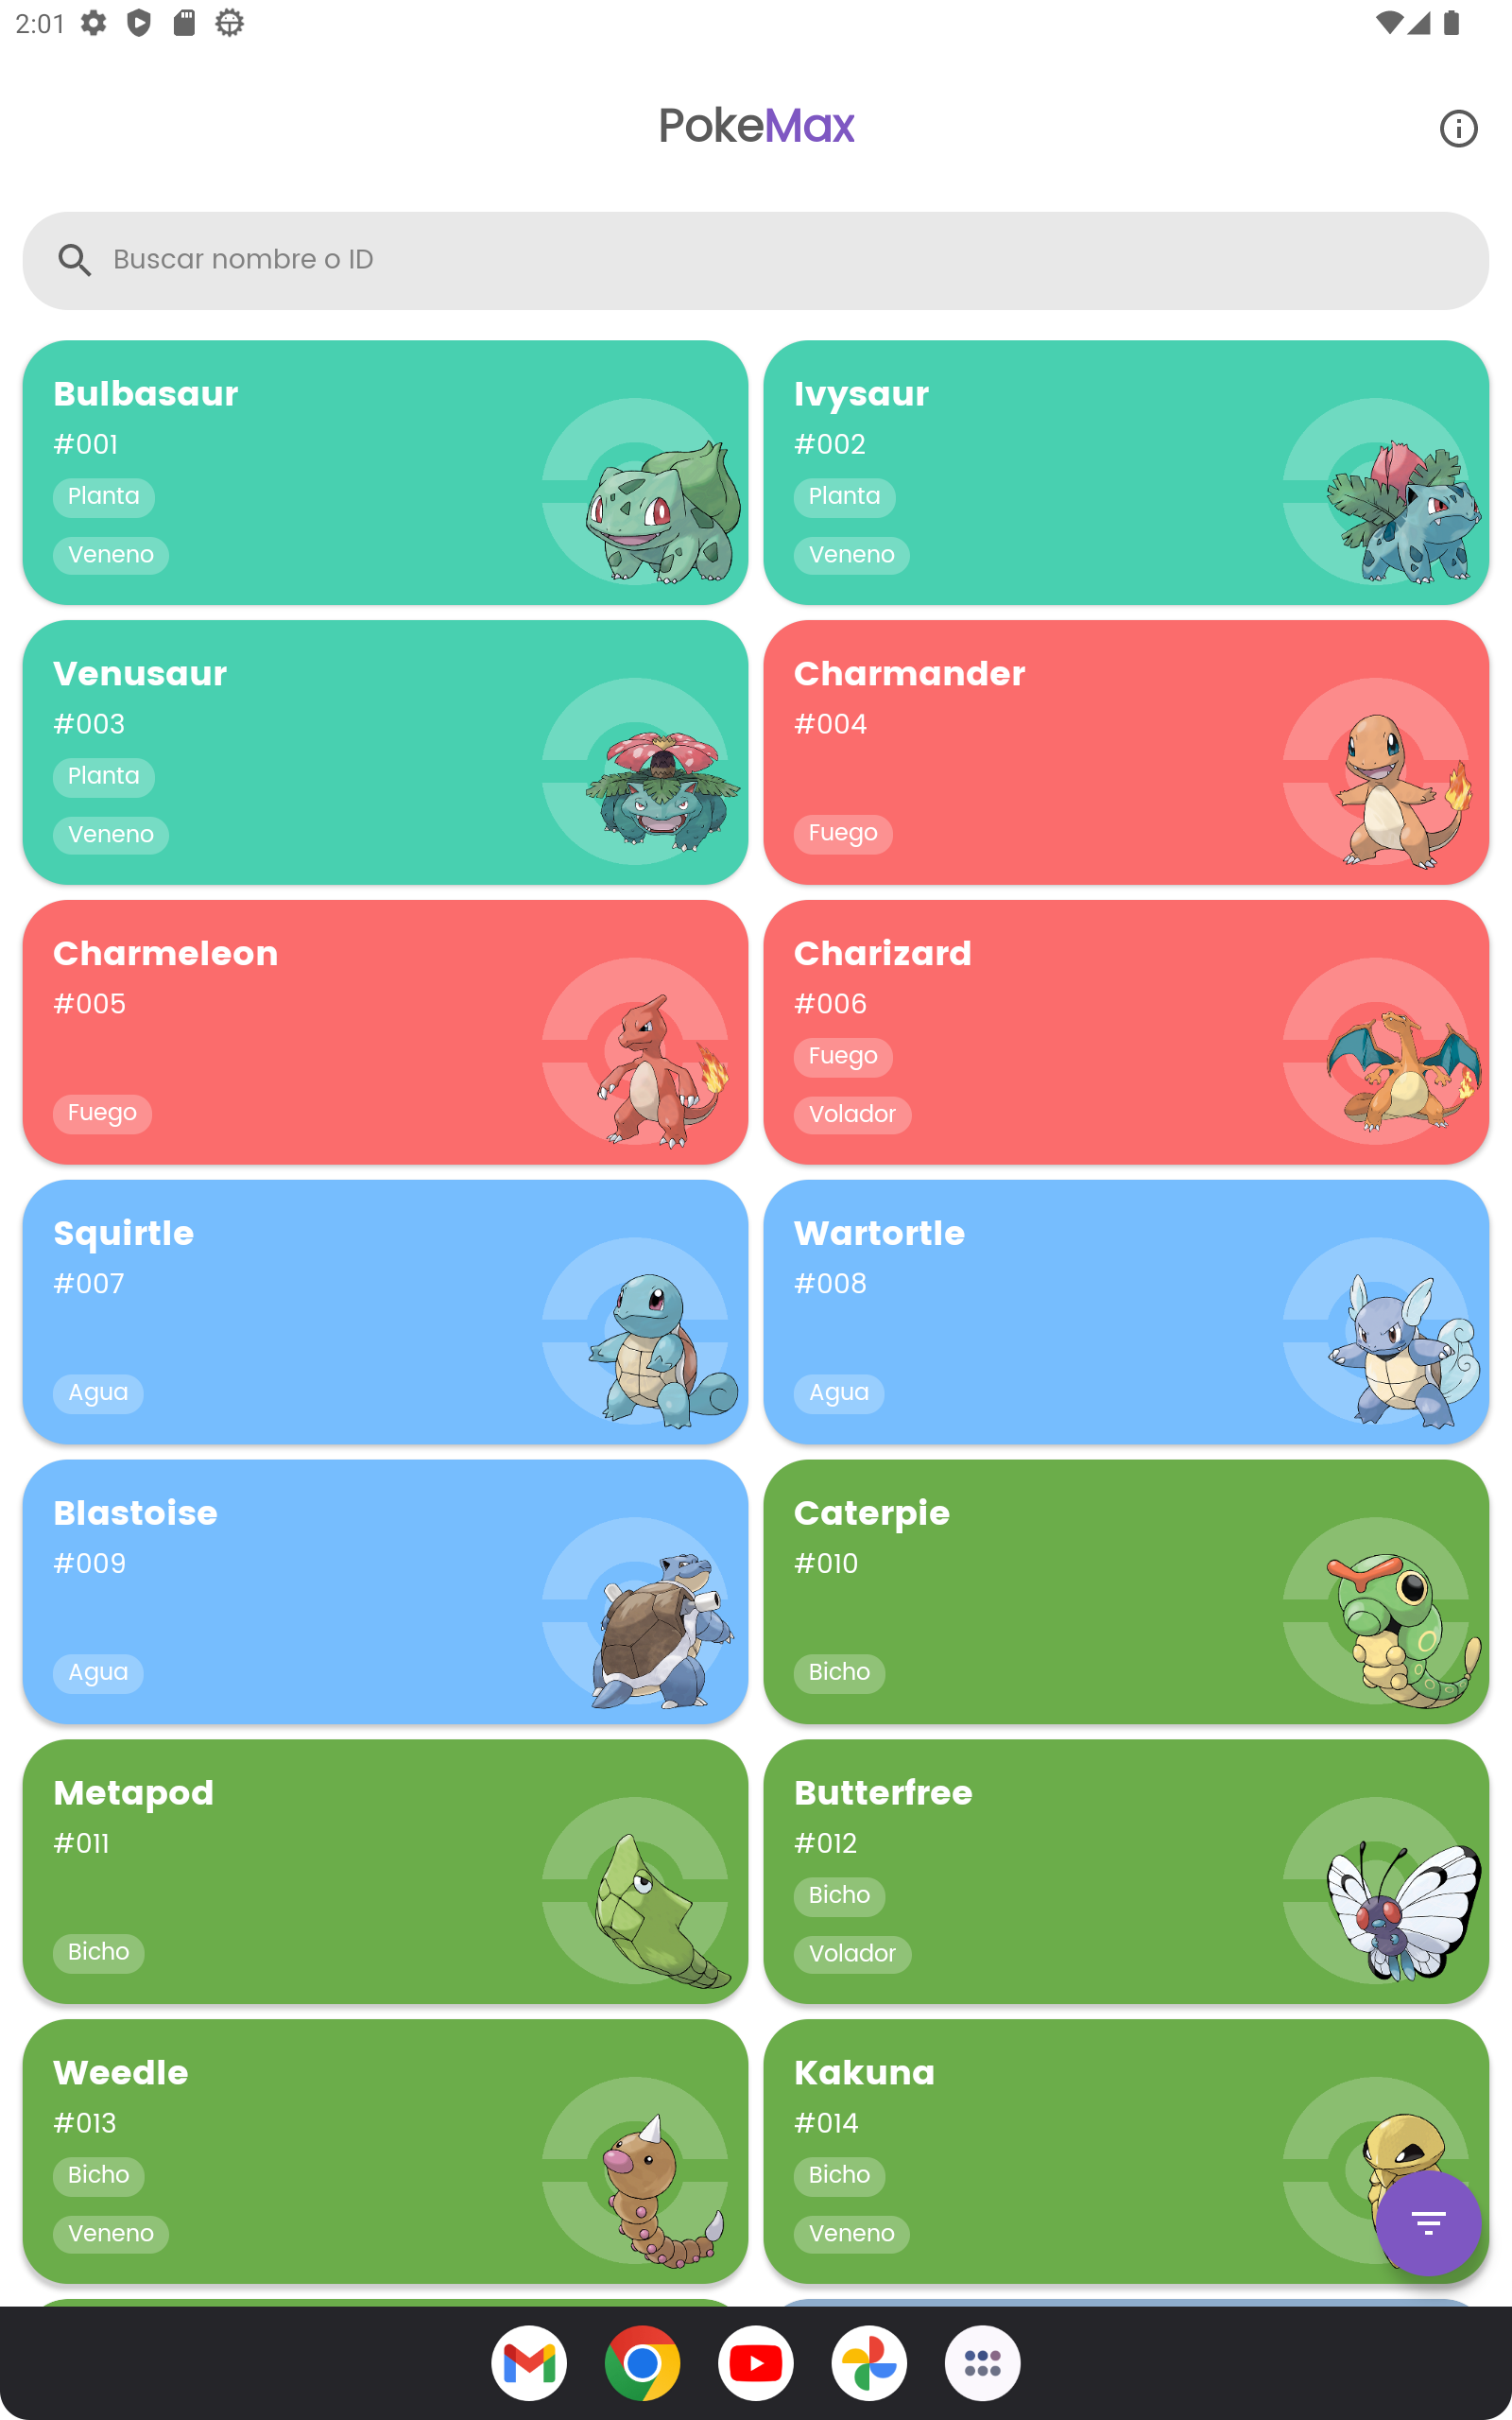 2:01
PokeMax
Buscar nombre o ID
Bulbasaur
#001
Planta
Veneno
Ivysaur
#002
Planta
Veneno
Venusaur
#003
Planta
Veneno
Charmander
#004
Fuego
Charmeleon
#005
Fuego
Charizard
#006
Fuego
Volador
Squirtle
#007
Agua
Wartortle
#008
Agua
Blastoise
#009
Agua
Caterpie
#010
Bicho
Metapod
#011
Bicho
Butterfree
#012
Bicho
Volador
Weedle
#013
Bicho
Veneno
Kakuna
#014
Bicho
Veneno